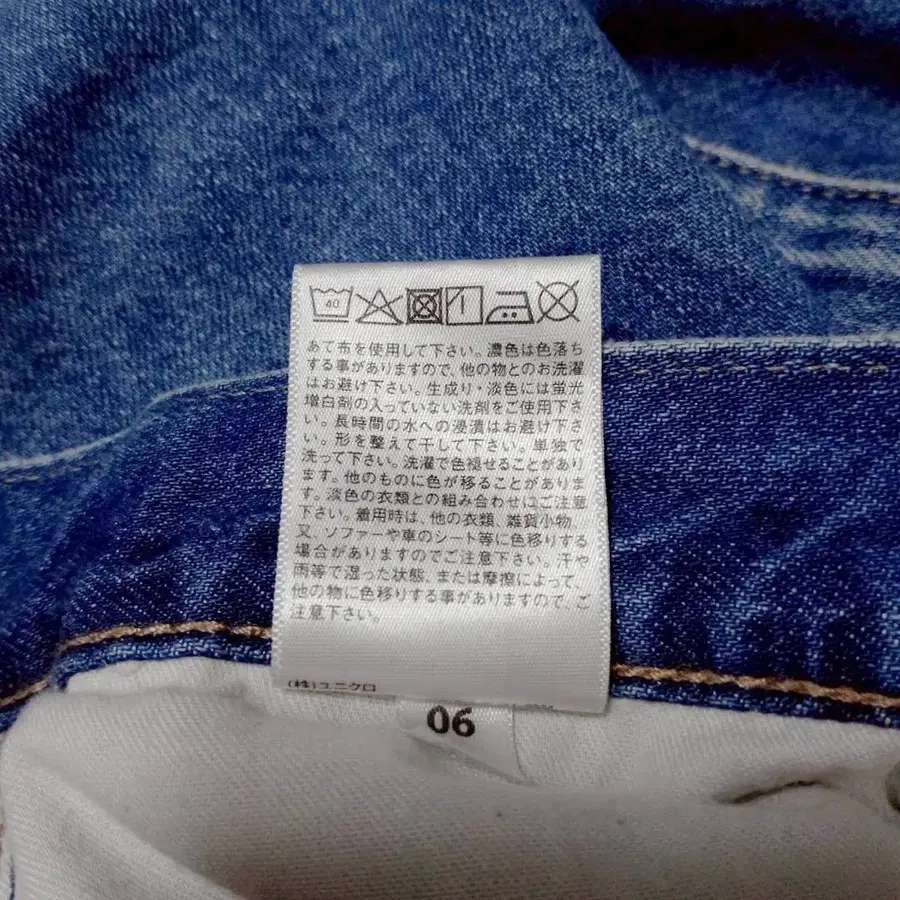 40
あて布を使用して下さい。濃色は色落ち
する事がありますので、他の物とのお洗濯
はお避け下さい。生成り・淡色には蛍光
増白剤の入っていない洗剤をご使用下さ
い。長時間の水への浸漬はお避け下さ
い。形を整えて干して下さい。単独で
洗って下さい。洗濯で色褪せることがあり
ます。他のものに色が移ることがあり
ます。淡色の衣類との組み合わせにはご注意
下さい。着用時は、他の衣類、雑貨小物、
又、ソファーや車のシート等に色移りする
場合がありますのでご注意下さい。汗や
雨等で湿った状態、または摩擦によって、
他の物に色移りする事がありますので、ご
注意下さい。
(株)ユニクロ
06